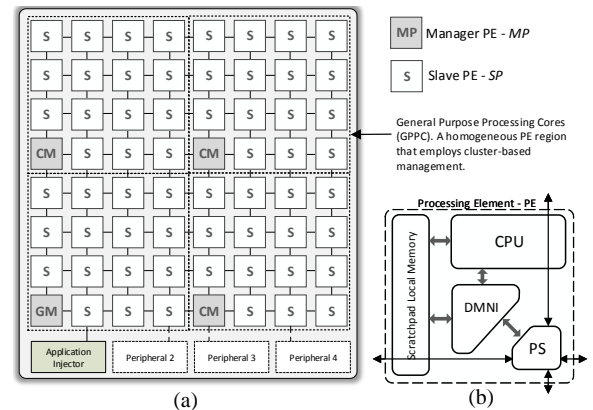 S S S S S S S S
S S S S S S S S
S S S S S S S S
CM S S S CM S S S
S S S S S S S S
S S S S S S S S
S S S S S S S S
GM S S S CM S S S
Application
Injector
Peripheral 2
Peripheral 3
Peripheral 4
(a)
MP Manager PE - MP
S Slave PE - SP
General Purpose Processing Cores
(GPPC). A homogeneous PE region
that employs cluster-based
management.
Processing Element - PE
Scratchpad Local Memory
CPU
DMNI
PS
(b)